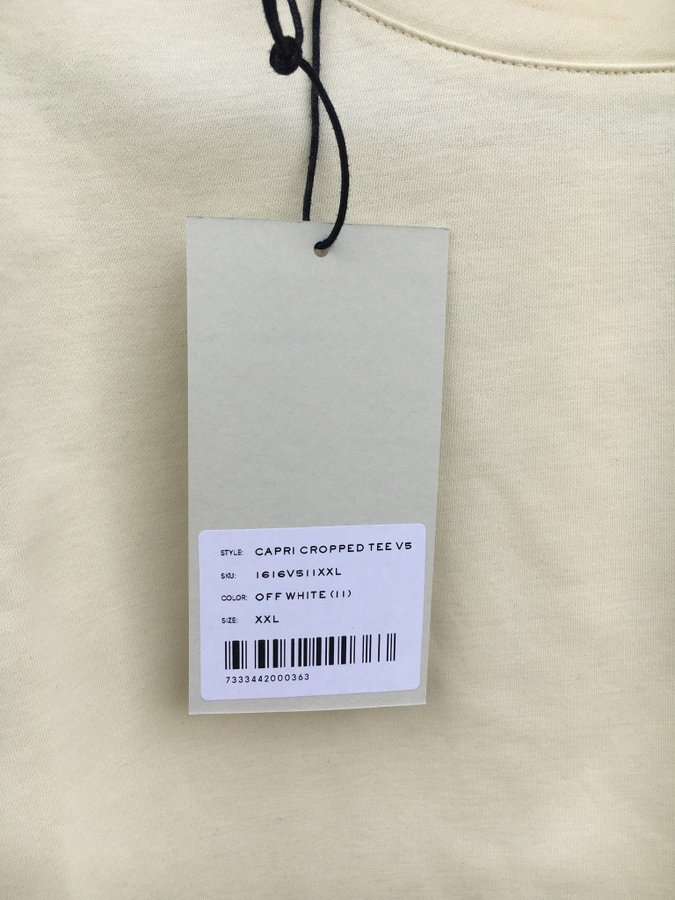 STYLE: CAPRI CROPPED TEE V5
SKU: 1616V511XXL
COLOR: OFF WHITE (11)
SIZE: XXL
7333442000363